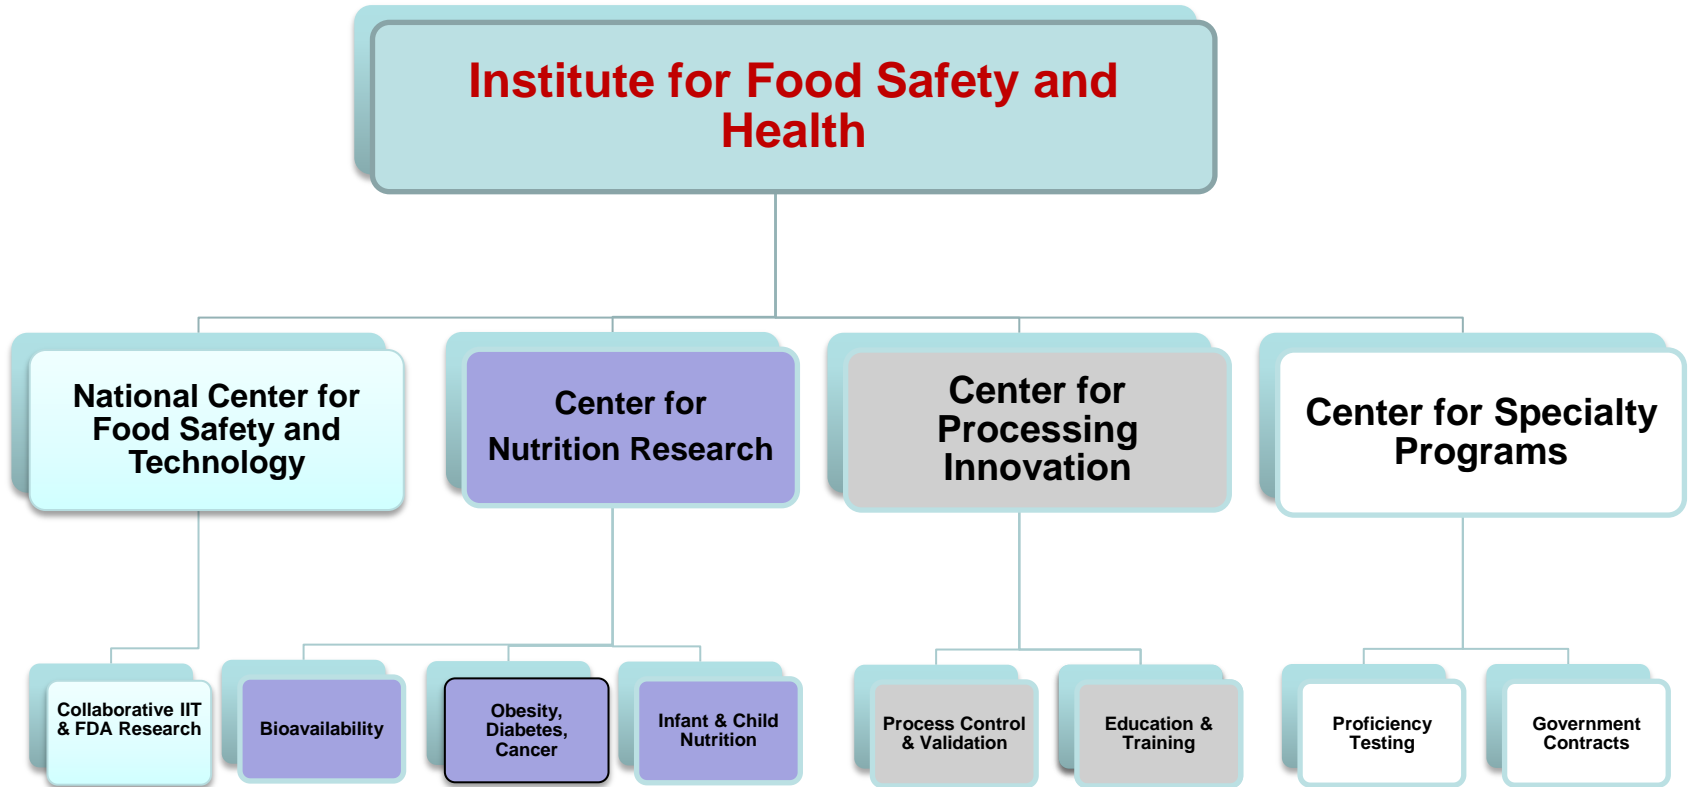 Institute for Food Safety and
Health
National Center for
Food Safety and
Technology
Center for
Nutrition Research
Center for
Processing
Innovation
Center for Specialty
Programs
Collaborative IIT
& FDA Research
Bioavailability
Obesity,
Diabetes,
Cancer
Infant & Child
Nutrition
Process Control
& Validation
Education &
Training
Proficiency
Testing
Government
Contracts